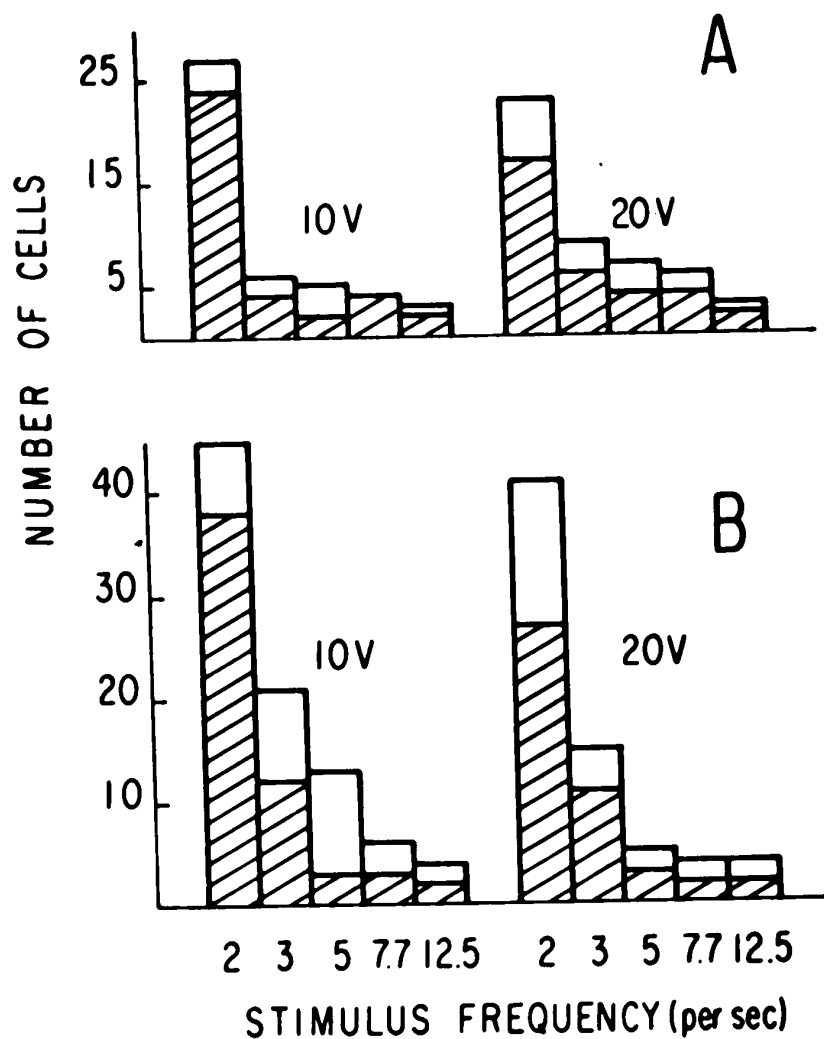 A
25
15
5
10V
20V
NUMBER OF CELLS
B
40
30
20
10
10V
20V
2 3 5 7.7 12.5 2 3 5 7.7 12.5
STIMULUS FREQUENCY (per sec)